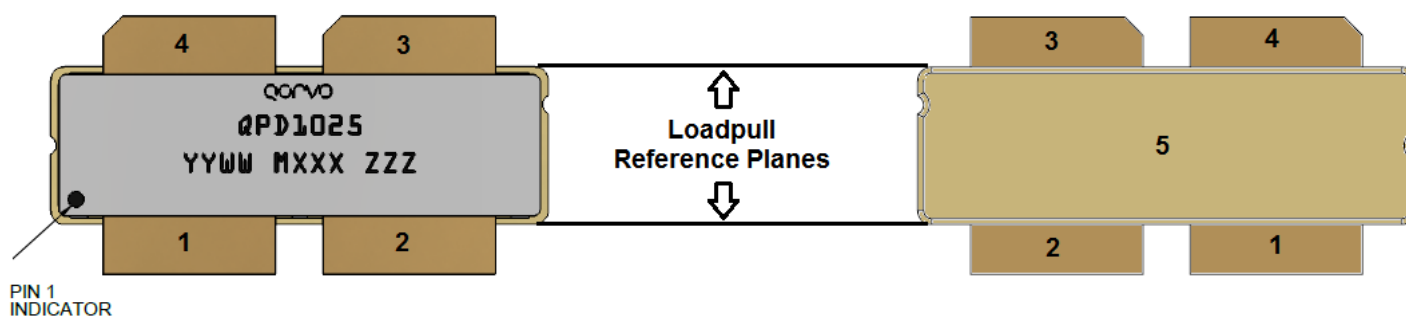 4 3
QORVO
QPD1025
YYWW MXXX ZZZ
1 2
PIN 1
INDICATOR
Loadpull
Reference Planes
3 4
5
2 1